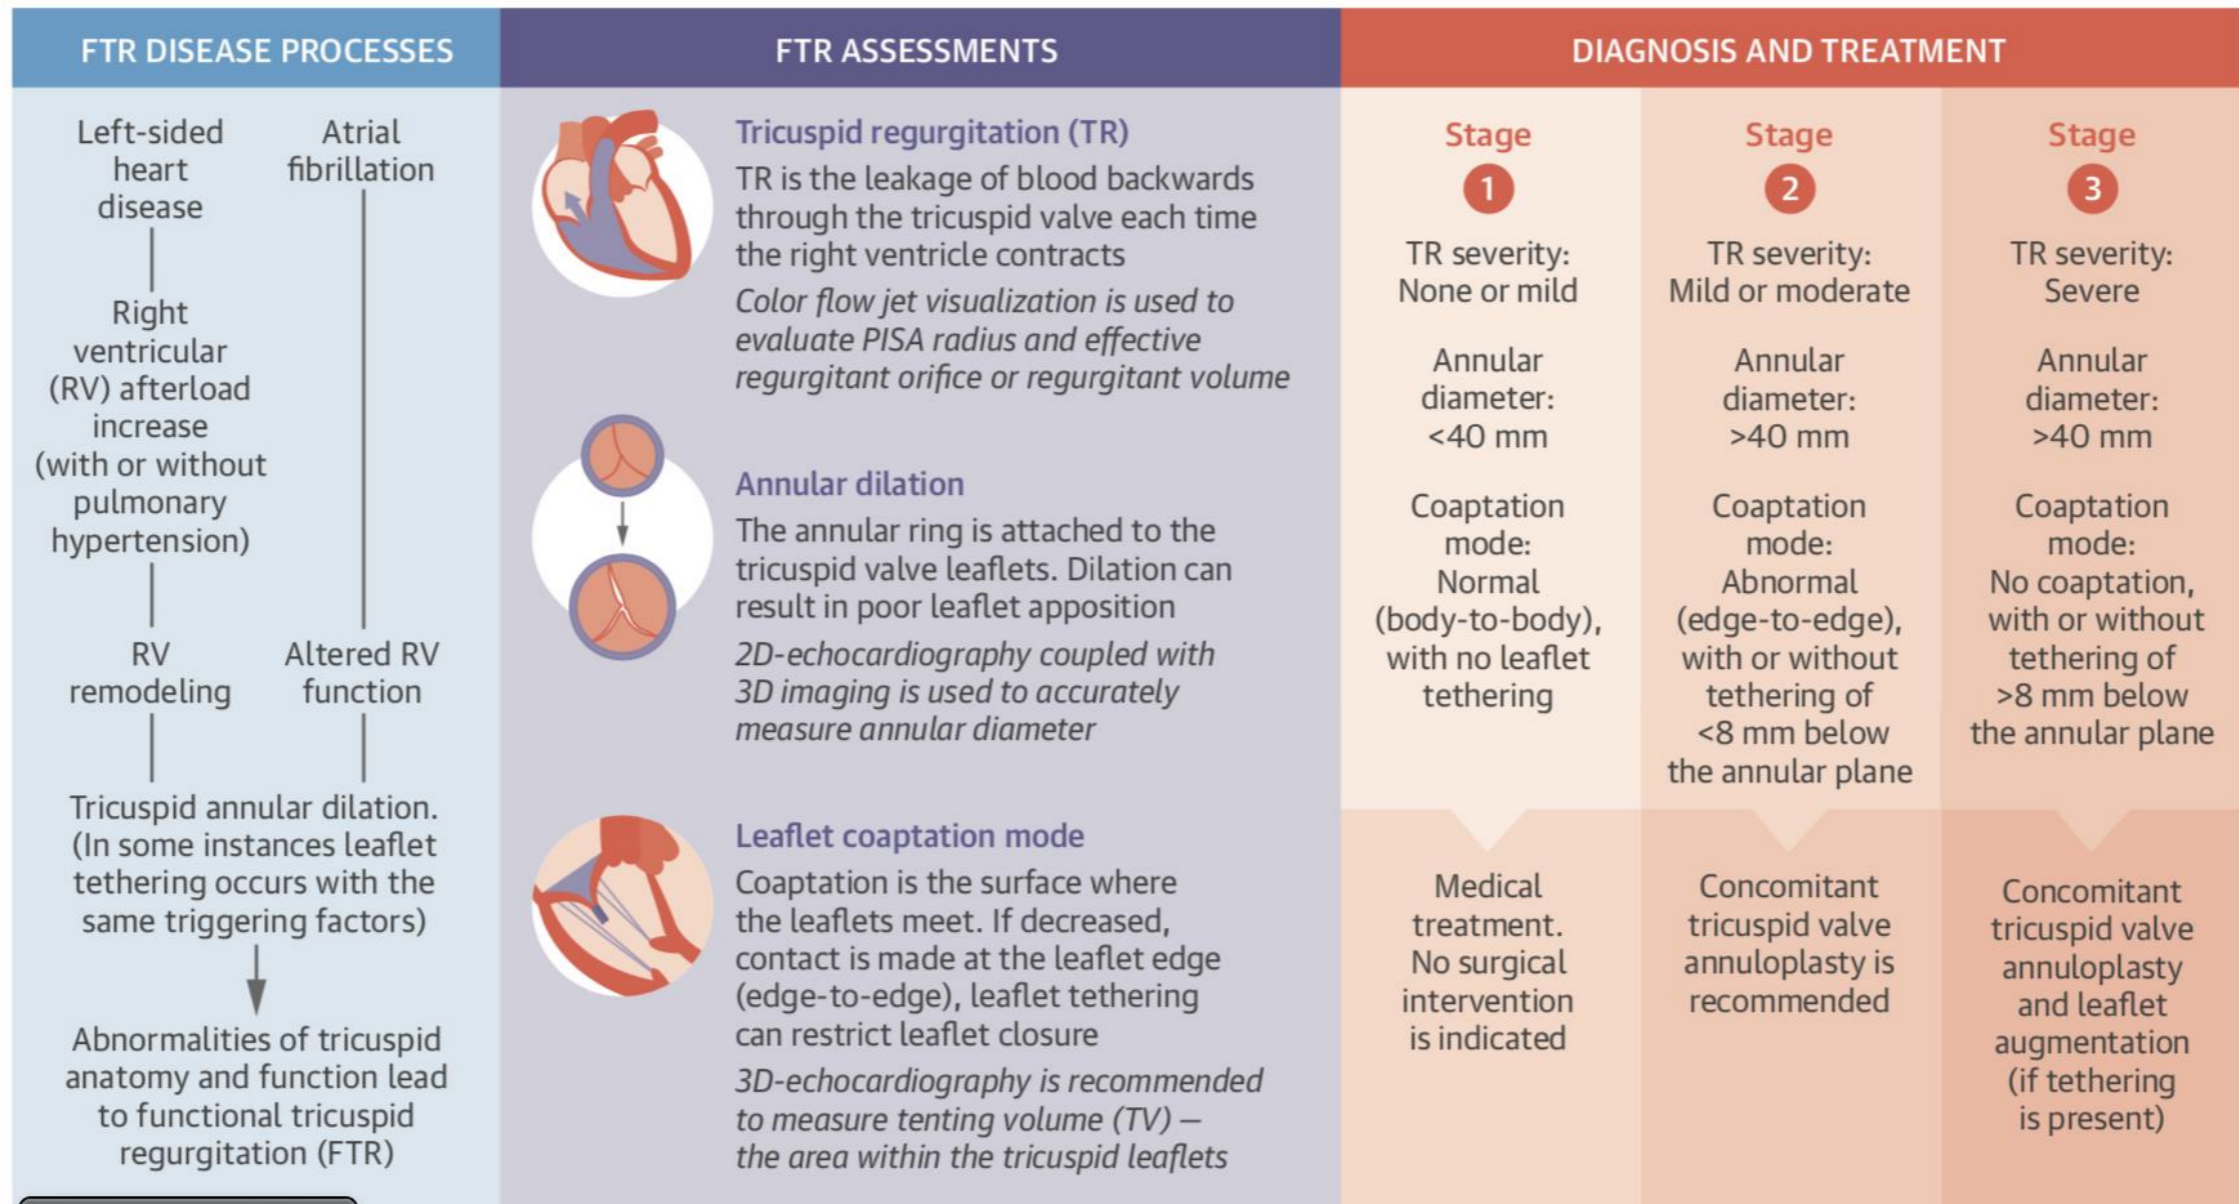 FTR DISEASE PROCESSES
Left-sided
heart
disease
Right
ventricular
(RV) afterload
increase
(with or without
pulmonary
hypertension)
RV
remodeling
Atrial
fibrillation
Altered RV
function
Tricuspid annular dilation.
(In some instances leaflet
tethering occurs with the
same triggering factors)
Abnormalities of tricuspid
anatomy and function lead
to functional tricuspid
regurgitation (FTR)
FTR ASSESSMENTS
Tricuspid regurgitation (TR)
TR is the leakage of blood backwards
through the tricuspid valve each time
the right ventricle contracts
Color flow jet visualization is used to
evaluate PISA radius and effective
regurgitant orifice or regurgitant volume
Annular dilation
The annular ring is attached to the
tricuspid valve leaflets. Dilation can
result in poor leaflet apposition
2D-echocardiography coupled with
3D imaging is used to accurately
measure annular diameter
Leaflet coaptation mode
Coaptation is the surface where
the leaflets meet. If decreased,
contact is made at the leaflet edge
(edge-to-edge), leaflet tethering
can restrict leaflet closure
3D-echocardiography is recommended
to measure tenting volume (TV) —
the area within the tricuspid leaflets
DIAGNOSIS AND TREATMENT
Stage
1
TR severity:
None or mild
Annular
diameter:
<40 mm
Coaptation
mode:
Normal
(body-to-body),
with no leaflet
tethering
Medical
treatment.
No surgical
intervention
is indicated
Stage
2
TR severity:
Mild or moderate
Annular
diameter:
>40 mm
Coaptation
mode:
Abnormal
(edge-to-edge),
with or without
tethering of
<8 mm below
the annular plane
Concomitant
tricuspid valve
annuloplasty is
recommended
Stage
3
TR severity:
Severe
Annular
diameter:
>40 mm
Coaptation
mode:
No coaptation,
with or without
tethering of
>8 mm below
the annular plane
Concomitant
tricuspid valve
annuloplasty
and leaflet
augmentation
(if tethering
is present)